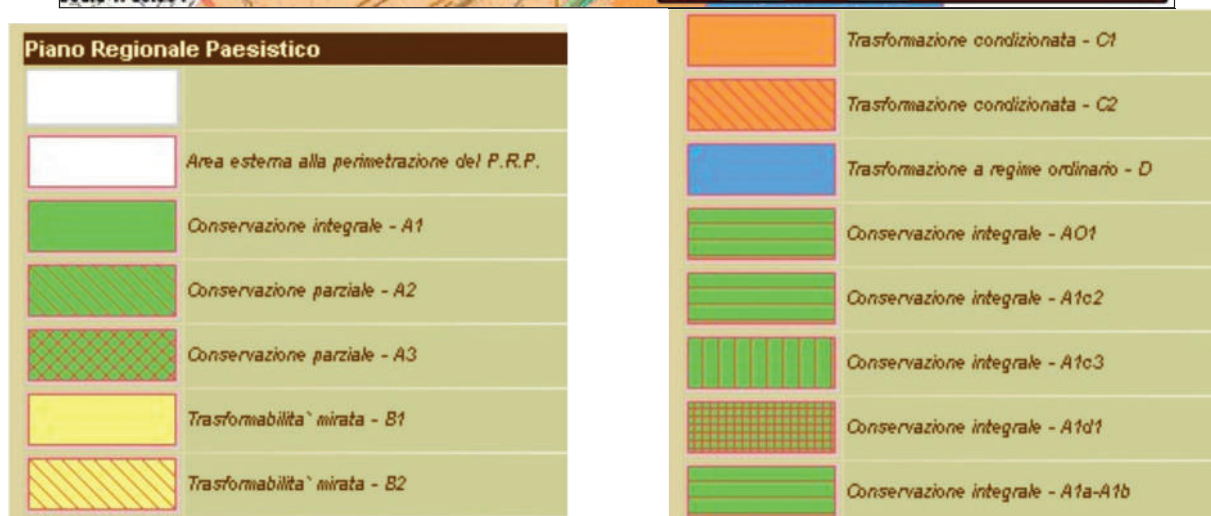 Piano Regionale Paesistico
Area esterna alla perimetrazione del P.R.P.
Conservazione integrale - A1
Conservazione parziale - A2
Conservazione parziale - A3
Trasformabilita` mirata - B1
Trasformabilita` mirata - B2
Trasformazione condizionata - C1
Trasformazione condizionata - C2
Trasformazione a regime ordinario - D
Conservazione integrale - AO1
Conservazione integrale - A1c2
Conservazione integrale - A1c3
Conservazione integrale - A1d1
Conservazione integrale - A1a-A1b